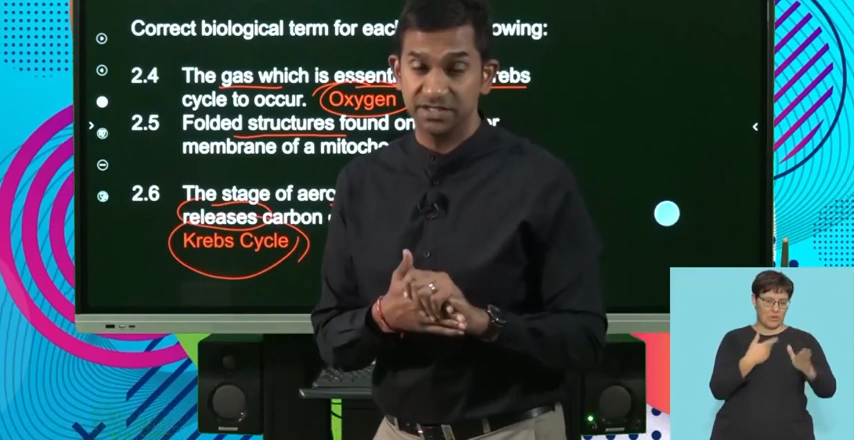 Correct biological term for each owing:
2.4 The gas which is essent rebs
cycle to occur. Oxygen
2.5 Folded structures found on r
membrane of a mitoch
2.6 The stage of aero
releases carbon
Krebs Cycle